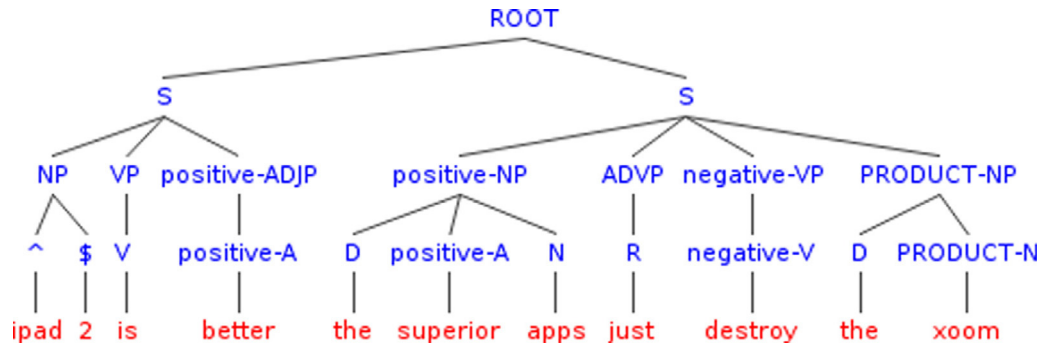 ROOT
S S
NP VP positive-ADJP positive-NP ADVP negative-VP PRODUCT-NP
^ $ V positive-A D positive-A N R negative-V D PRODUCT-N
ipad 2 is better the superior apps just destroy the xoom